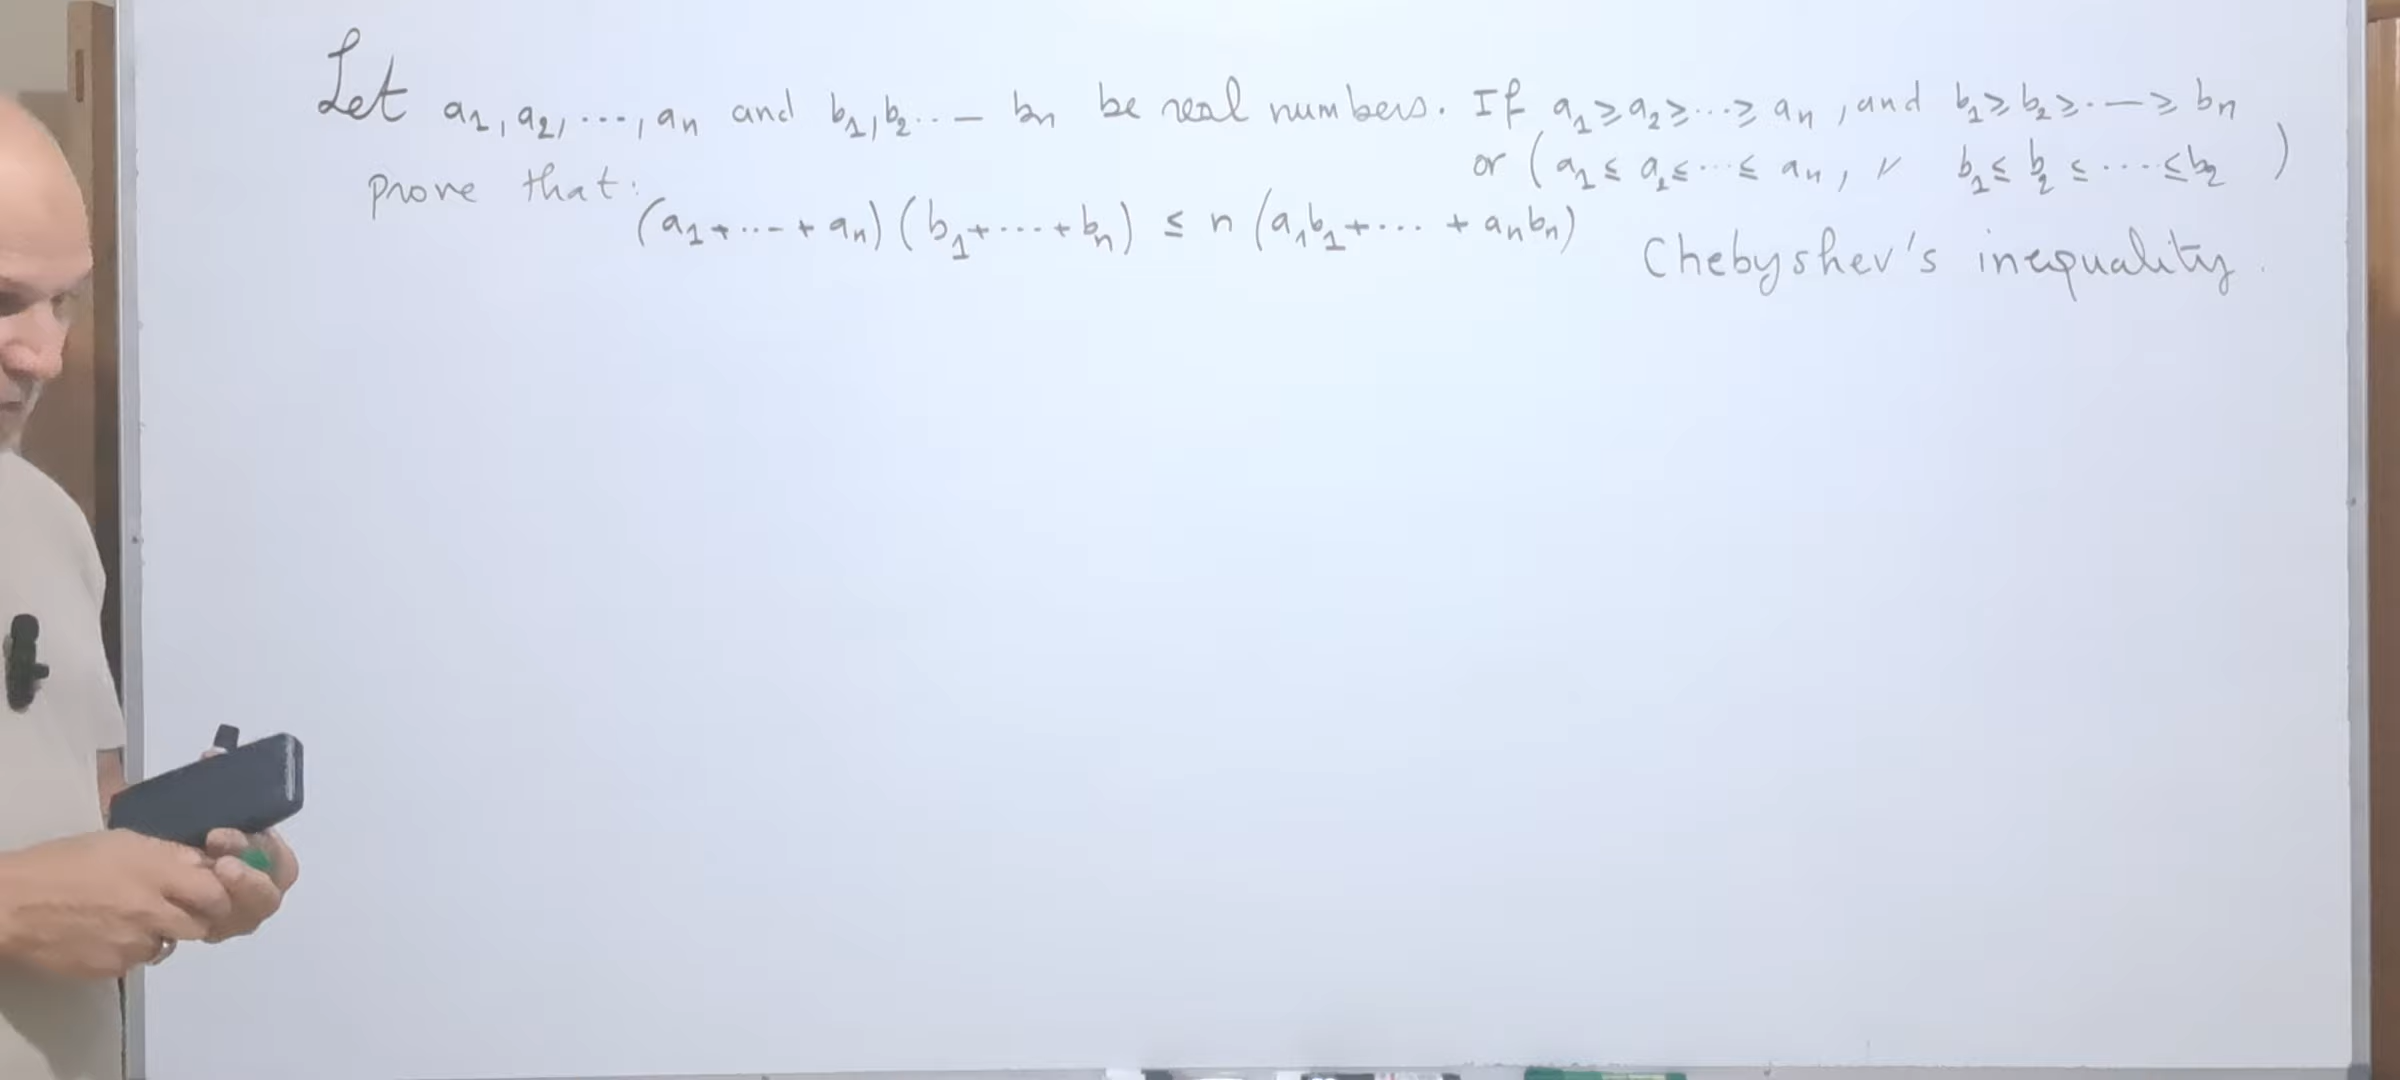 Let a₁, a₂, ..., aₙ and b₁, b₂ ... bₙ be real numbers. If a₁ ≥ a₂ ≥ ... ≥ aₙ, and b₁ ≥ b₂ ≥ ... ≥ bₙ
or (a₁ ≤ a₂ ≤ ... ≤ aₙ, 〃 b₁ ≤ b₂ ≤ .... ≤ b₂)
prove that:
(a₁ + ... + aₙ)(b₁ + .... + bₙ) ≤ n (a₁b₁ + ... + aₙbₙ)
Chebyshev's inequality.